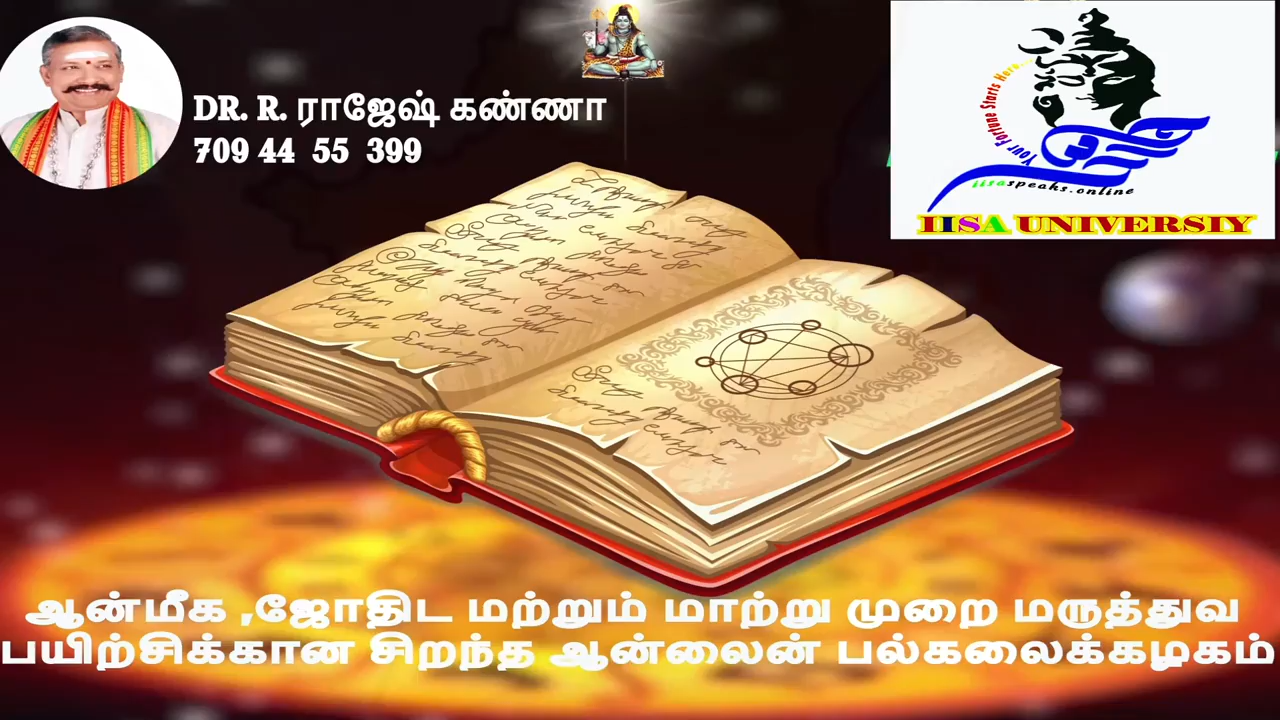 DR. R. ராஜேஷ் கண்ணா
709 44 55 399
Your Fortune Starts Here...
iisaspeaks.online
IISA UNIVERSIY
ஆன்மீக ,ஜோதிட மற்றும் மாற்று முறை மருத்துவ
பயிற்சிக்கான சிறந்த ஆன்லைன் பல்கலைக்கழகம்